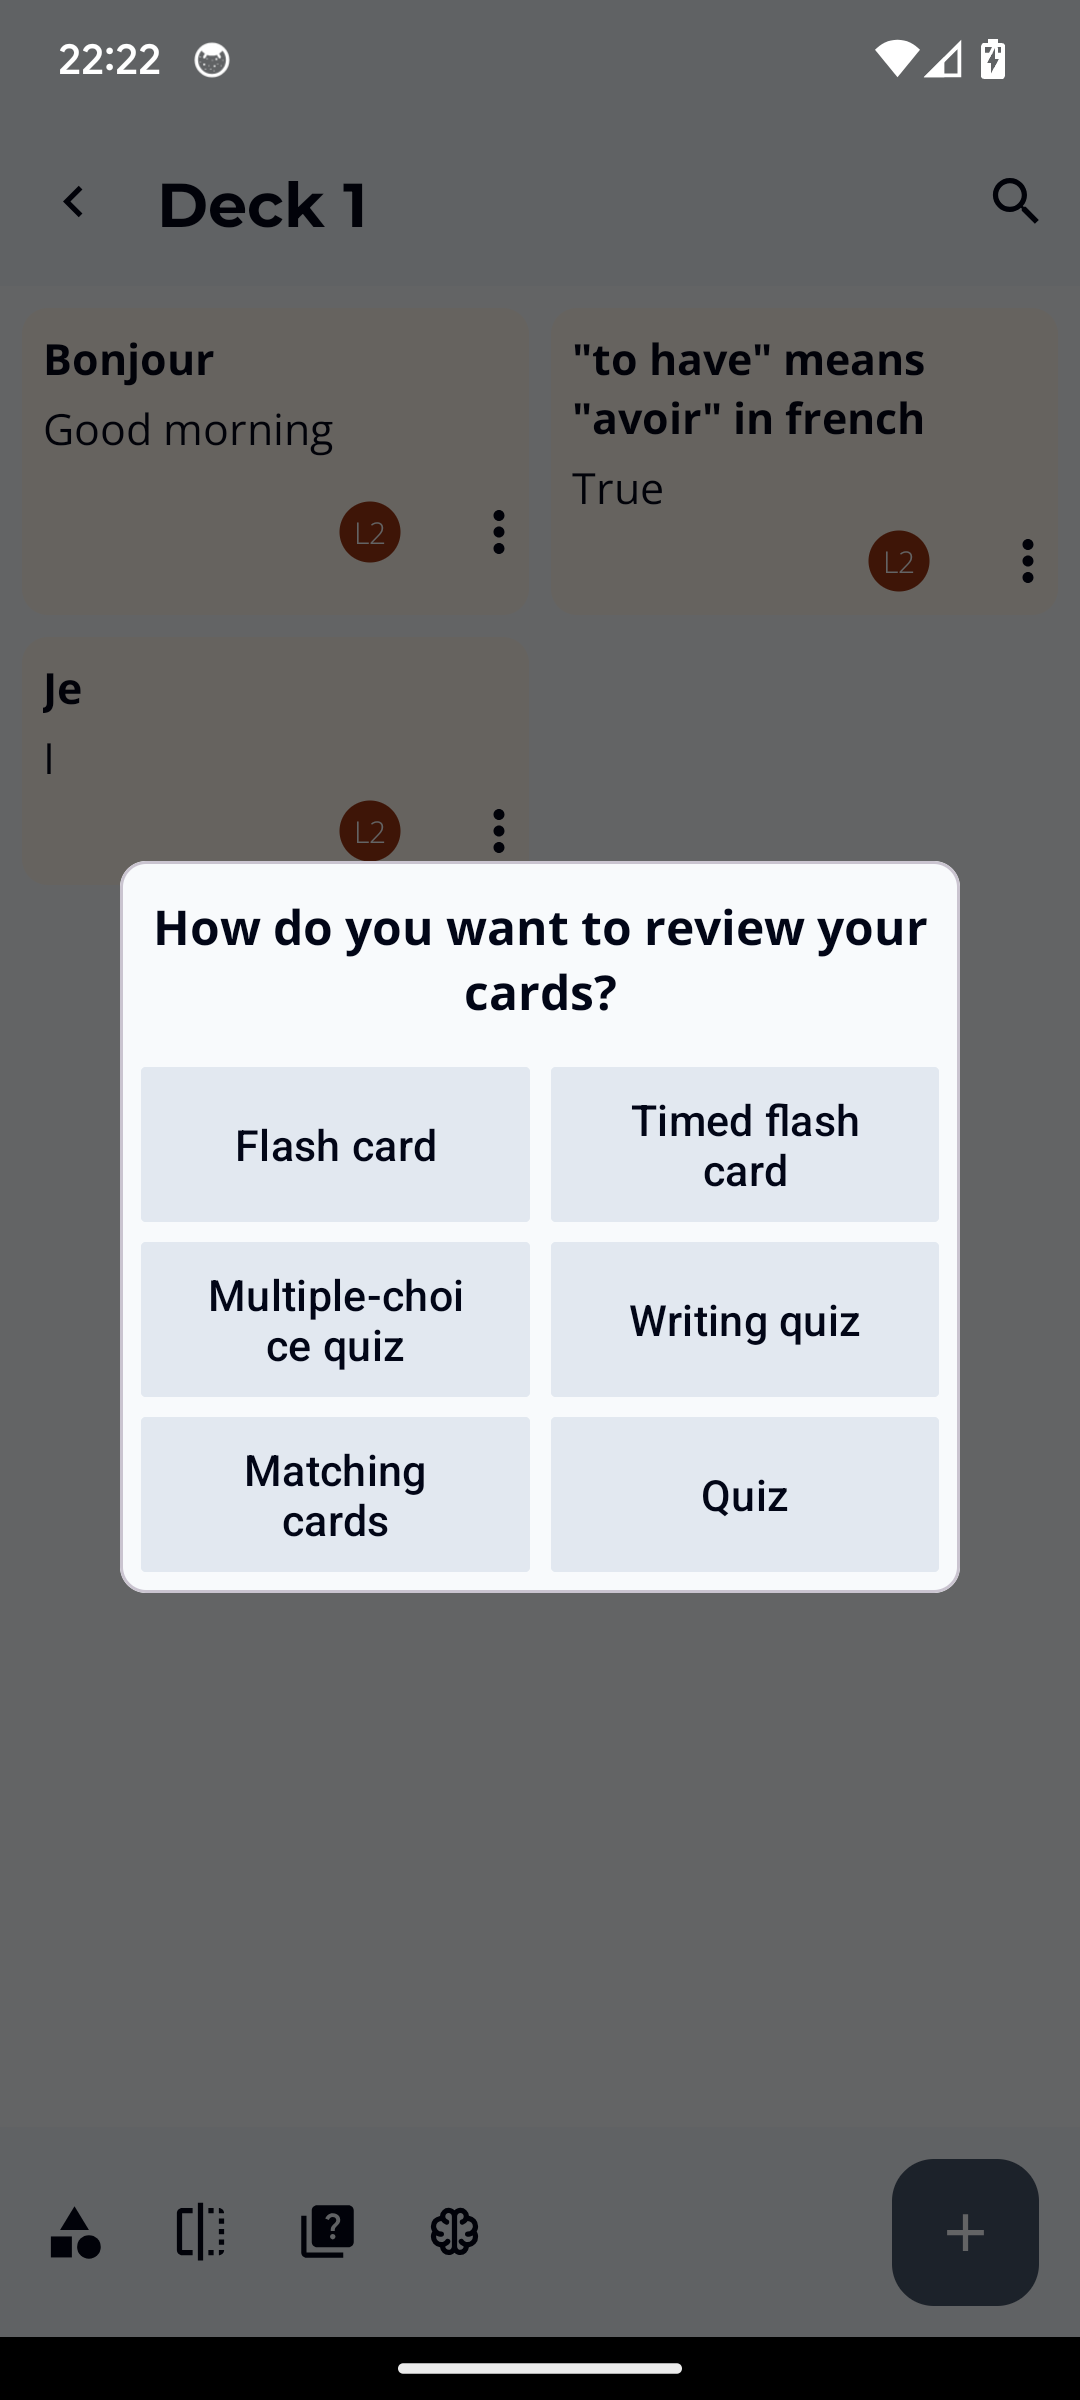 22:22
Deck 1
Bonjour
Good morning
L2
"to have" means
"avoir" in french
True
L2
Je
I
L2
How do you want to review your
cards?
Flash card
Timed flash
card
Multiple-choi
ce quiz
Writing quiz
Matching
cards
Quiz
?
+